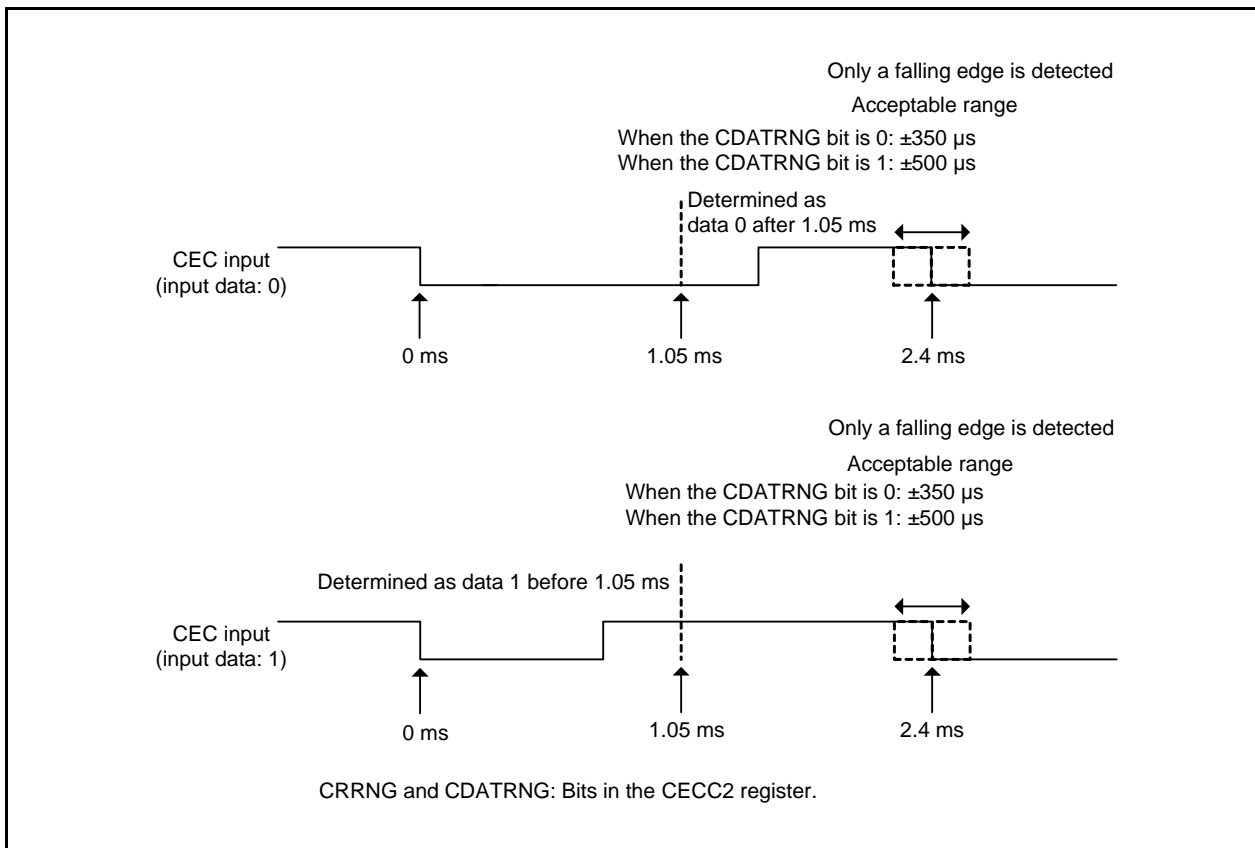 Only a falling edge is detected
Acceptable range
When the CDATRNG bit is 0: ±350 µs
When the CDATRNG bit is 1: ±500 µs
Determined as
data 0 after 1.05 ms
CEC input
(input data: 0)
0 ms
1.05 ms
2.4 ms
Only a falling edge is detected
Acceptable range
When the CDATRNG bit is 0: ±350 µs
When the CDATRNG bit is 1: ±500 µs
Determined as data 1 before 1.05 ms
CEC input
(input data: 1)
0 ms
1.05 ms
2.4 ms
CRRNG and CDATRNG: Bits in the CECC2 register.